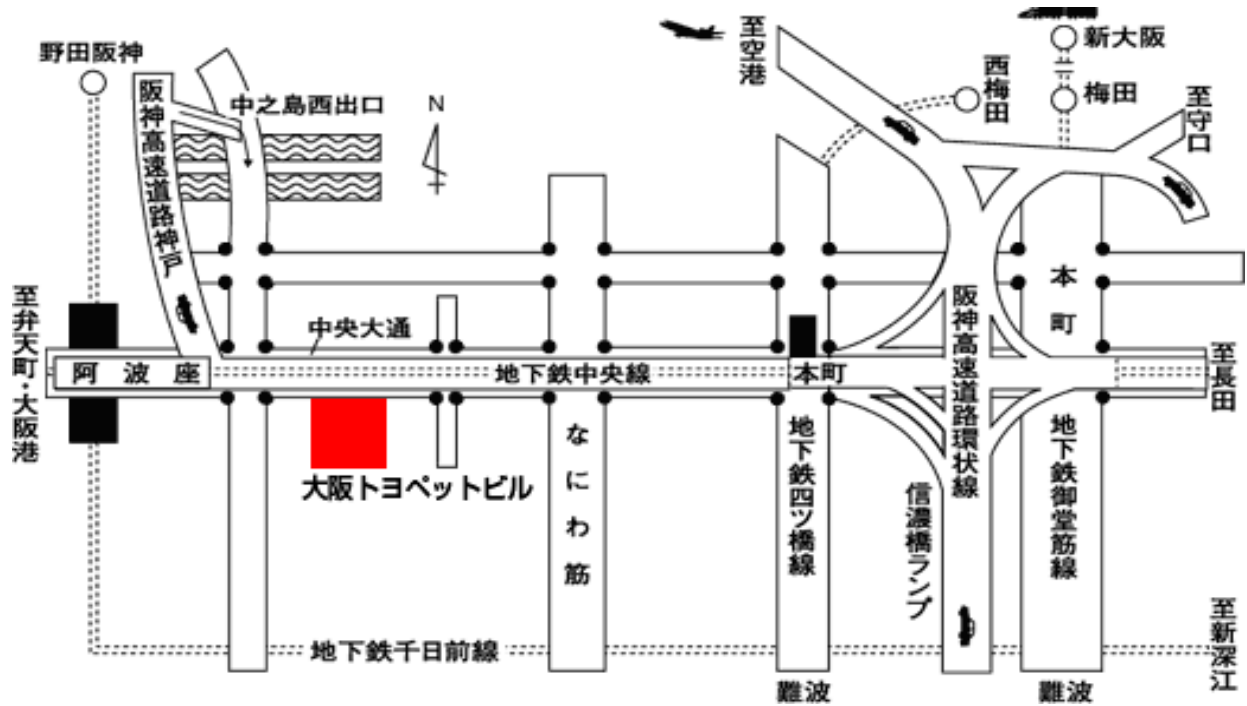 野田阪神
至空港
新大阪
西梅田
梅田
至守口
中之島西出口
N
阪神高速道路神戸
本町
至弁天町・大阪港
中央大通
阿波座
地下鉄中央線
本町
阪神高速道路環状線
至長田
大阪トヨペットビル
なにわ筋
地下鉄四ツ橋線
信濃橋ランプ
地下鉄御堂筋線
地下鉄千日前線
至新深江
難波
難波